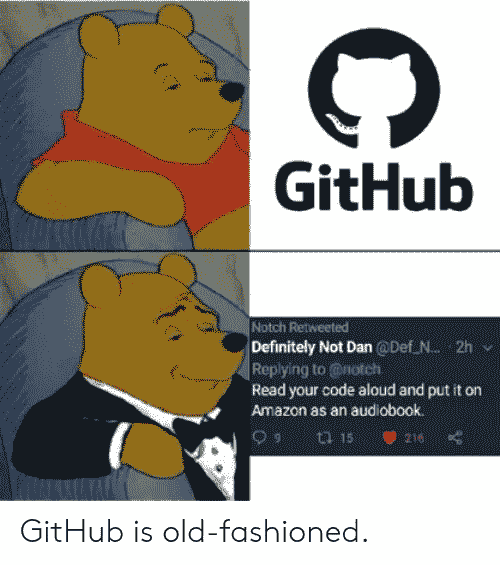 GitHub
Notch Retweeted
Definitely Not Dan @Def_N... · 2h
Replying to @notch
Read your code aloud and put it on
Amazon as an audiobook.
9 15 216
GitHub is old-fashioned.